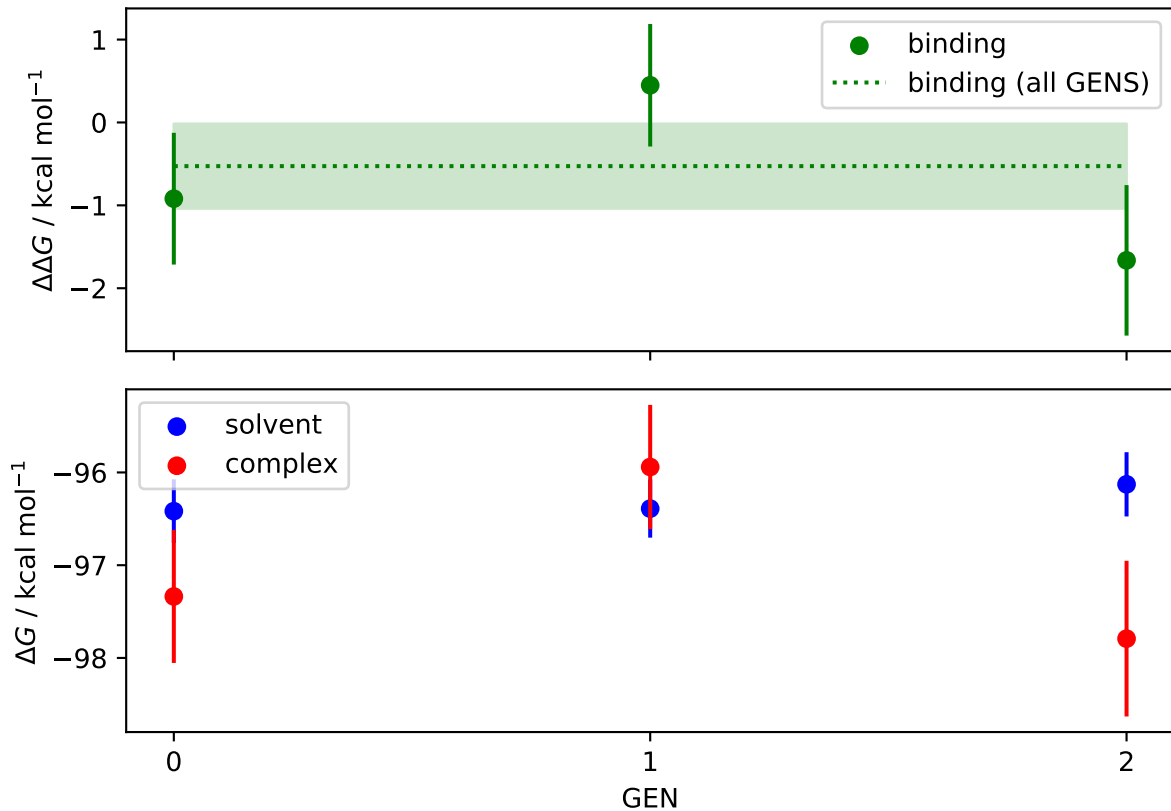 1
0
−1
−2
ΔΔG / kcal mol⁻¹
binding
binding (all GENS)
−96
−97
−98
ΔG / kcal mol⁻¹
solvent
complex
0 1 2
GEN